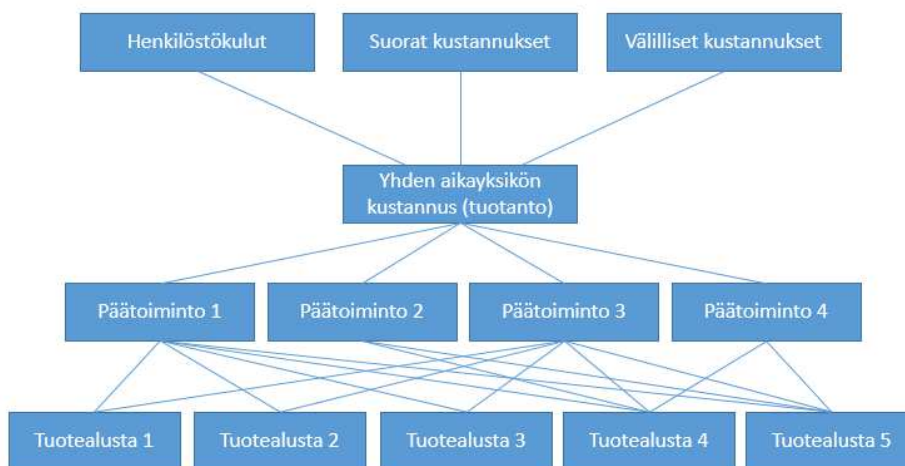 Henkilöstökulut
Suorat kustannukset
Välilliset kustannukset
Yhden aikayksikön
kustannus (tuotanto)
Päätoiminto 1
Päätoiminto 2
Päätoiminto 3
Päätoiminto 4
Tuotealusta 1
Tuotealusta 2
Tuotealusta 3
Tuotealusta 4
Tuotealusta 5